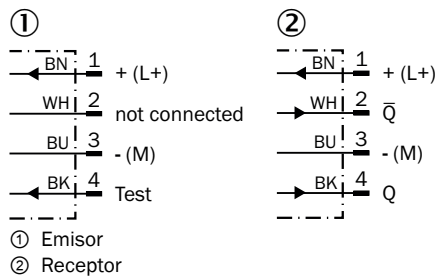 ① ②
BN 1 + (L+) BN 1 + (L+)
WH 2 not connected WH 2 Q̅
BU 3 - (M) BU 3 - (M)
BK 4 Test BK 4 Q
① Emisor
② Receptor